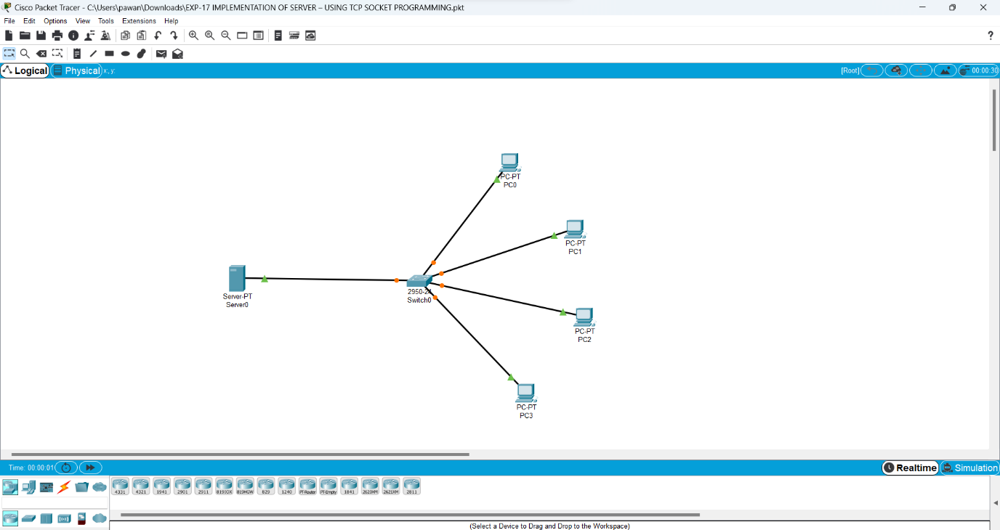 Cisco Packet Tracer - C:\Users\pawan\Downloads\EXP-17 IMPLEMENTATION OF SERVER – USING TCP SOCKET PROGRAMMING.pkt
File Edit Options View Tools Extensions Help
?
Logical Physical x:, y: [Root] 00:00:30
PC-PT
PC0
PC-PT
PC1
Server-PT
Server0
2950-24
Switch0
PC-PT
PC2
PC-PT
PC3
Time: 00:00:01 Realtime Simulation
4331 4321 1941 2901 2911 819IOX 819HGW 829 1240 PT-Router PT-Empty 1841 2620XM 2621XM 2811
(Select a Device to Drag and Drop to the Workspace)